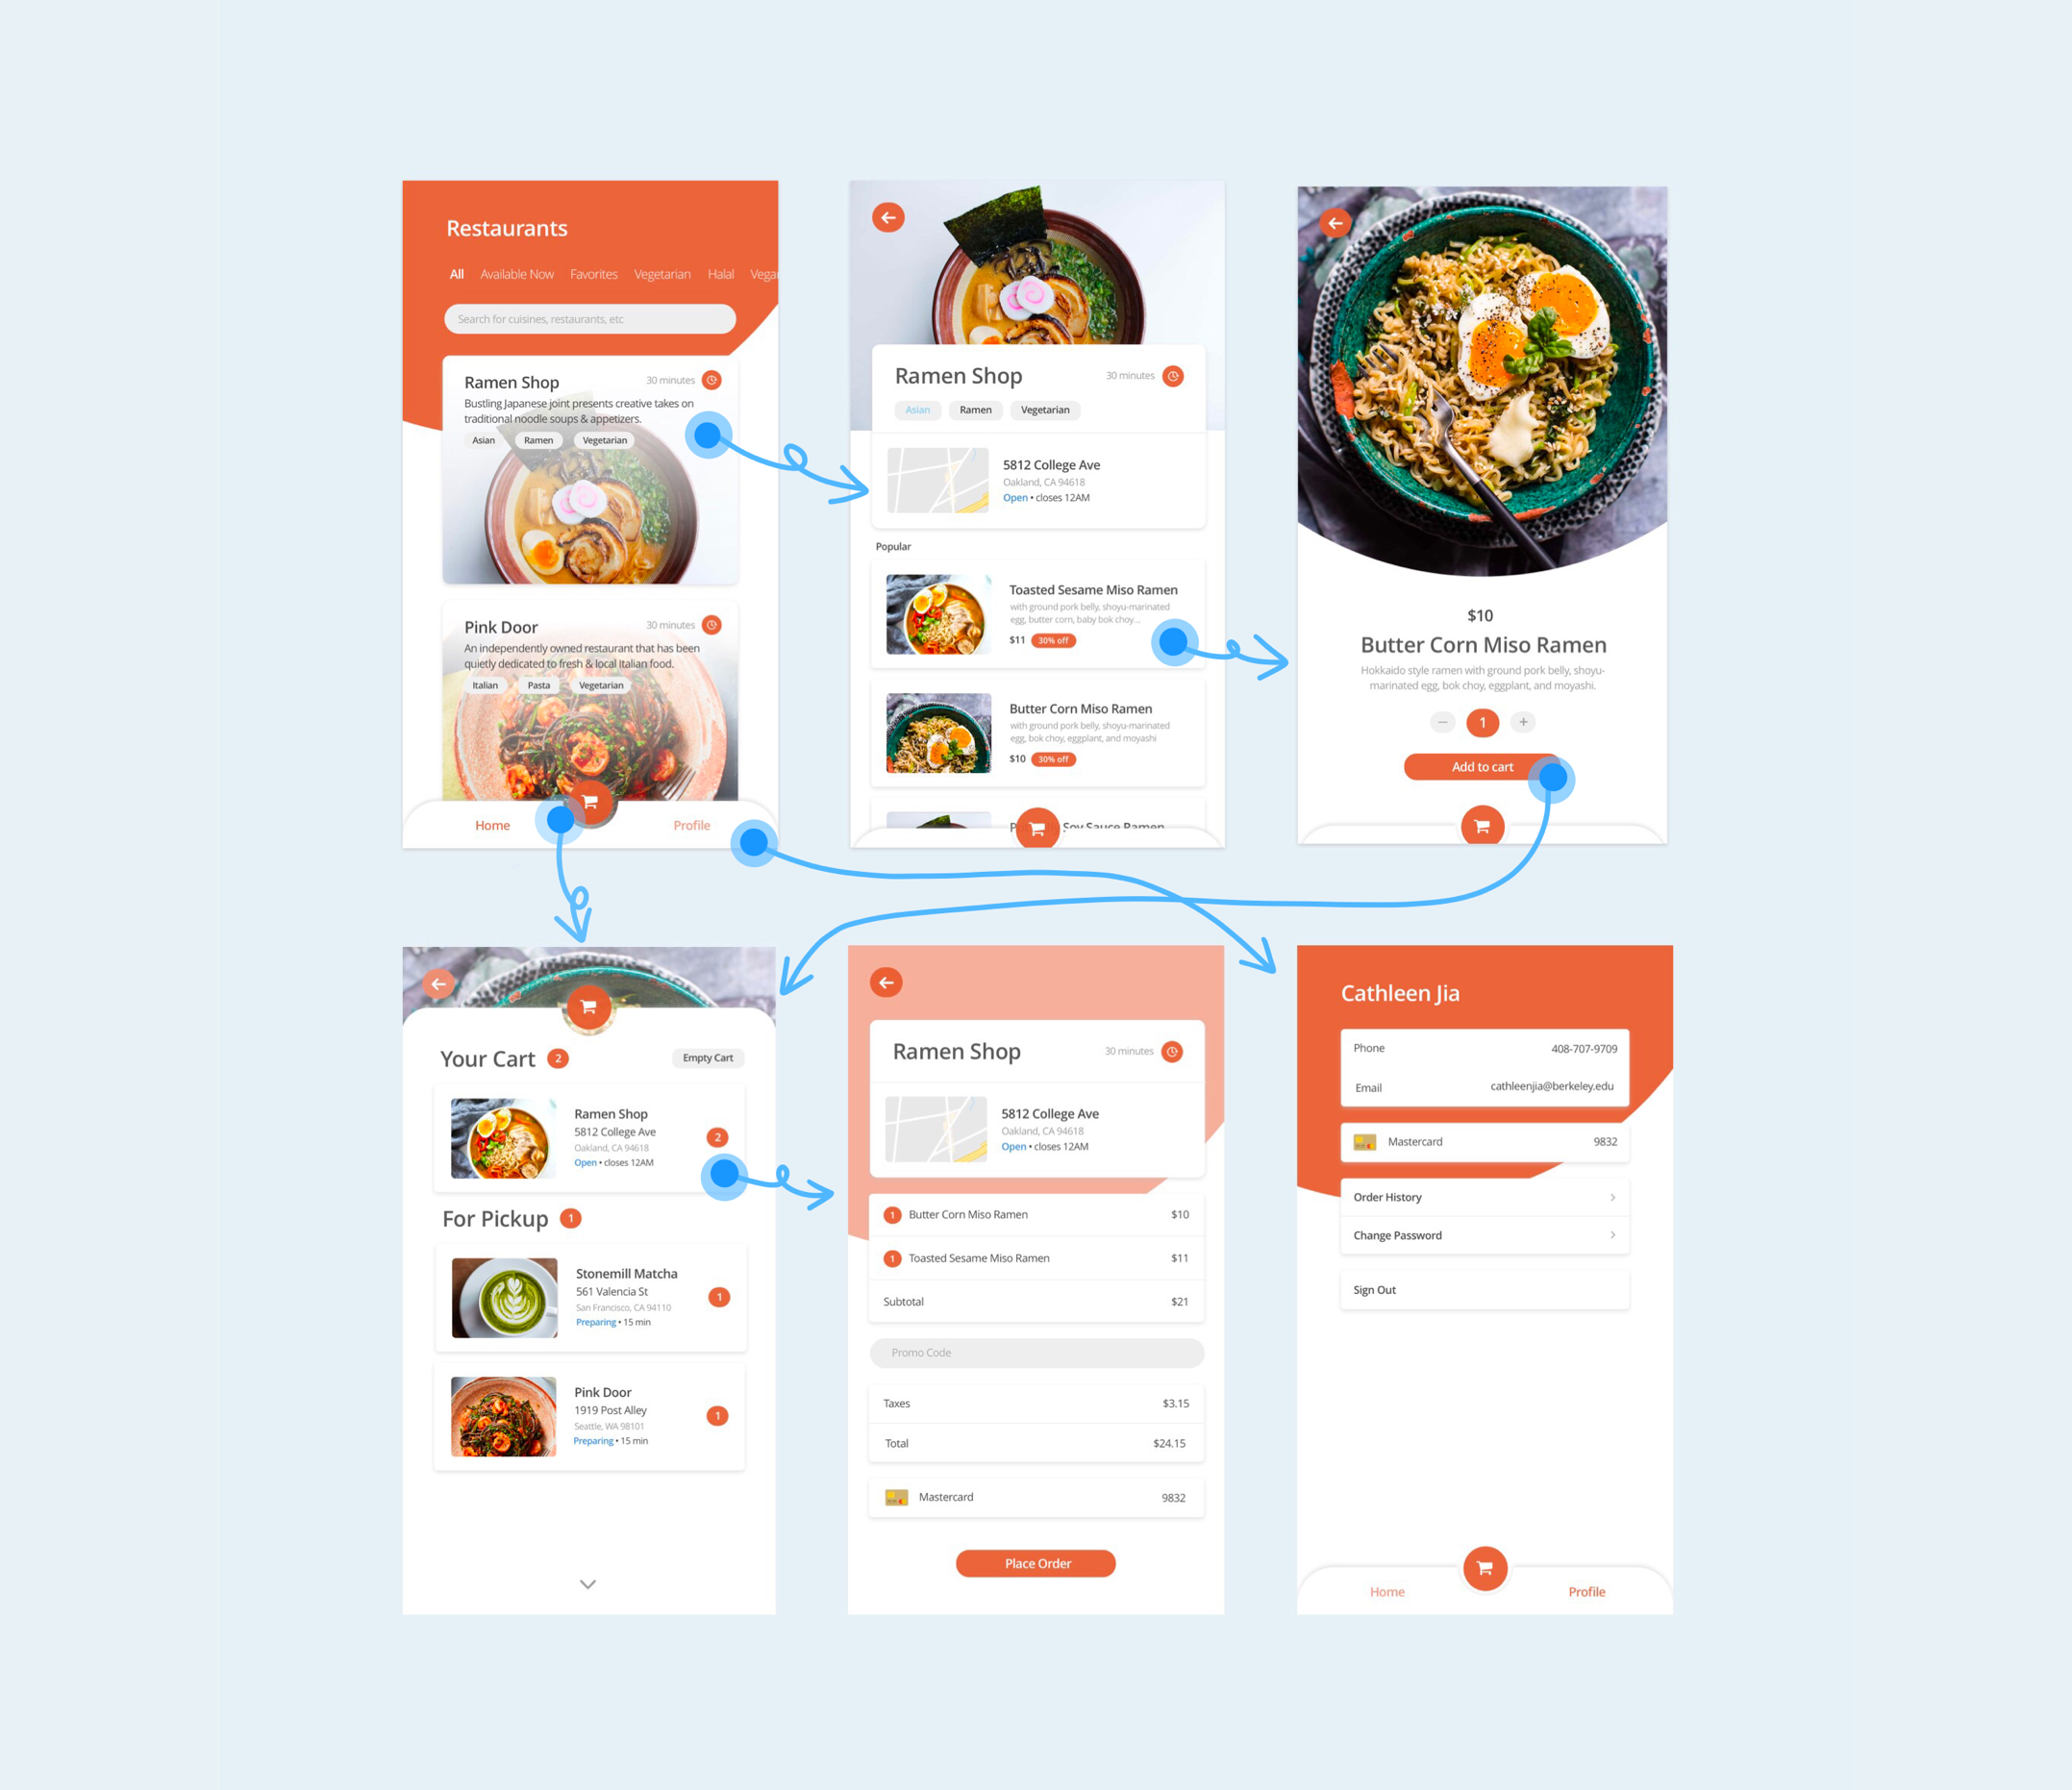 Restaurants
All Available Now Favorites Vegetarian Halal
Search for cuisines, restaurants, etc
Ramen Shop 30 minutes
Bustling Japanese joint presents creative takes on
traditional noodle soups & appetizers.
Asian Ramen Vegetarian
Pink Door 30 minutes
An independently owned restaurant that has been
quietly dedicated to fresh & local Italian food.
Italian Pasta Vegetarian
Home Profile
Ramen Shop 30 minutes
Asian Ramen Vegetarian
5812 College Ave
Oakland, CA 94618
Open • closes 12AM
Popular
Toasted Sesame Miso Ramen
with ground pork belly, shoyu-marinated
egg, butter corn, baby bok choy...
$11 30% off
Butter Corn Miso Ramen
with ground pork belly, shoyu-marinated
egg, bok choy, eggplant, and moyashi
$10 30% off
Soy Sauce Ramen
$10
Butter Corn Miso Ramen
Hokkaido style ramen with ground pork belly, shoyu-
marinated egg, bok choy, eggplant, and moyashi.
− 1 +
Add to cart
Your Cart 2 Empty Cart
Ramen Shop
5812 College Ave
Oakland, CA 94618
Open • closes 12AM
2
For Pickup 1
Stonemill Matcha
561 Valencia St
San Francisco, CA 94110
Preparing • 15 min
1
Pink Door
1919 Post Alley
Seattle, WA 98101
Preparing • 15 min
1
Ramen Shop 30 minutes
5812 College Ave
Oakland, CA 94618
Open • closes 12AM
1 Butter Corn Miso Ramen $10
1 Toasted Sesame Miso Ramen $11
Subtotal $21
Promo Code
Taxes $3.15
Total $24.15
Mastercard 9832
Place Order
Cathleen Jia
Phone 408-707-9709
Email cathleenjia@berkeley.edu
Mastercard 9832
Order History
Change Password
Sign Out
Home Profile